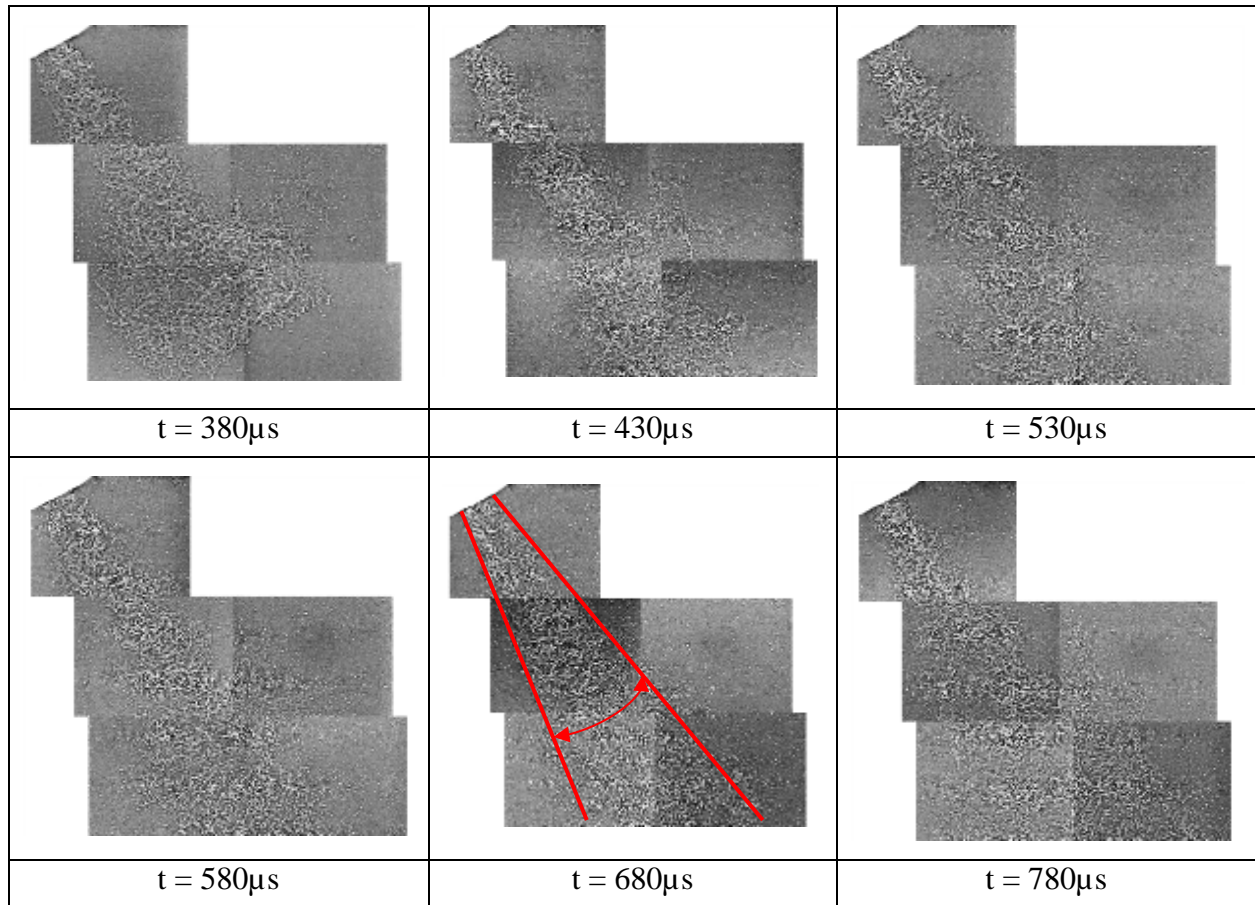 t = 380µs
t = 430µs
t = 530µs
t = 580µs
t = 680µs
t = 780µs